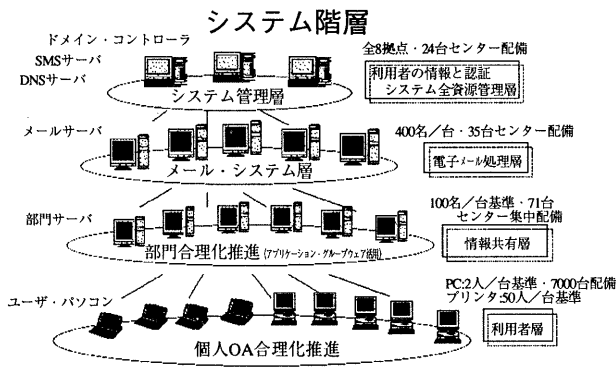 システム階層
ドメイン・コントローラ
SMSサーバ
DNSサーバ
システム管理層
全8拠点・24台センター配備
利用者の情報と認証
システム全資源管理層
メールサーバ
メール・システム層
400名／台・35台センター配備
電子メール処理層
部門サーバ
部門合理化推進(アプリケーション・グループウェア活用)
100名／台基準・71台
センター集中配備
情報共有層
ユーザ・パソコン
個人OA合理化推進
PC:2人／台基準・7000台配備
プリンタ:50人／台基準
利用者層